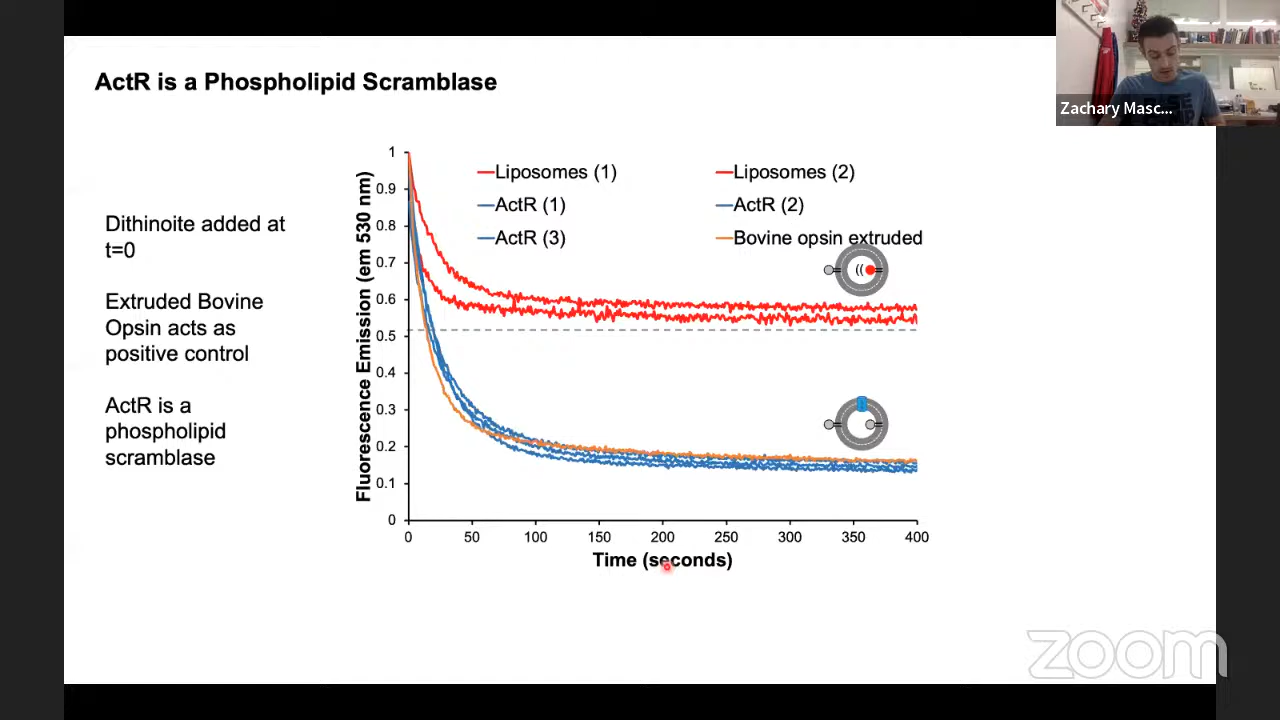 ActR is a Phospholipid Scramblase
Zachary Masc...
Dithinoite added at
t=0
Extruded Bovine
Opsin acts as
positive control
ActR is a
phospholipid
scramblase
Fluorescence Emission (em 530 nm)
1
0.9
0.8
0.7
0.6
0.5
0.4
0.3
0.2
0.1
0
Liposomes (1)
Liposomes (2)
ActR (1)
ActR (2)
ActR (3)
Bovine opsin extruded
0 50 100 150 200 250 300 350 400
Time (seconds)
zoom